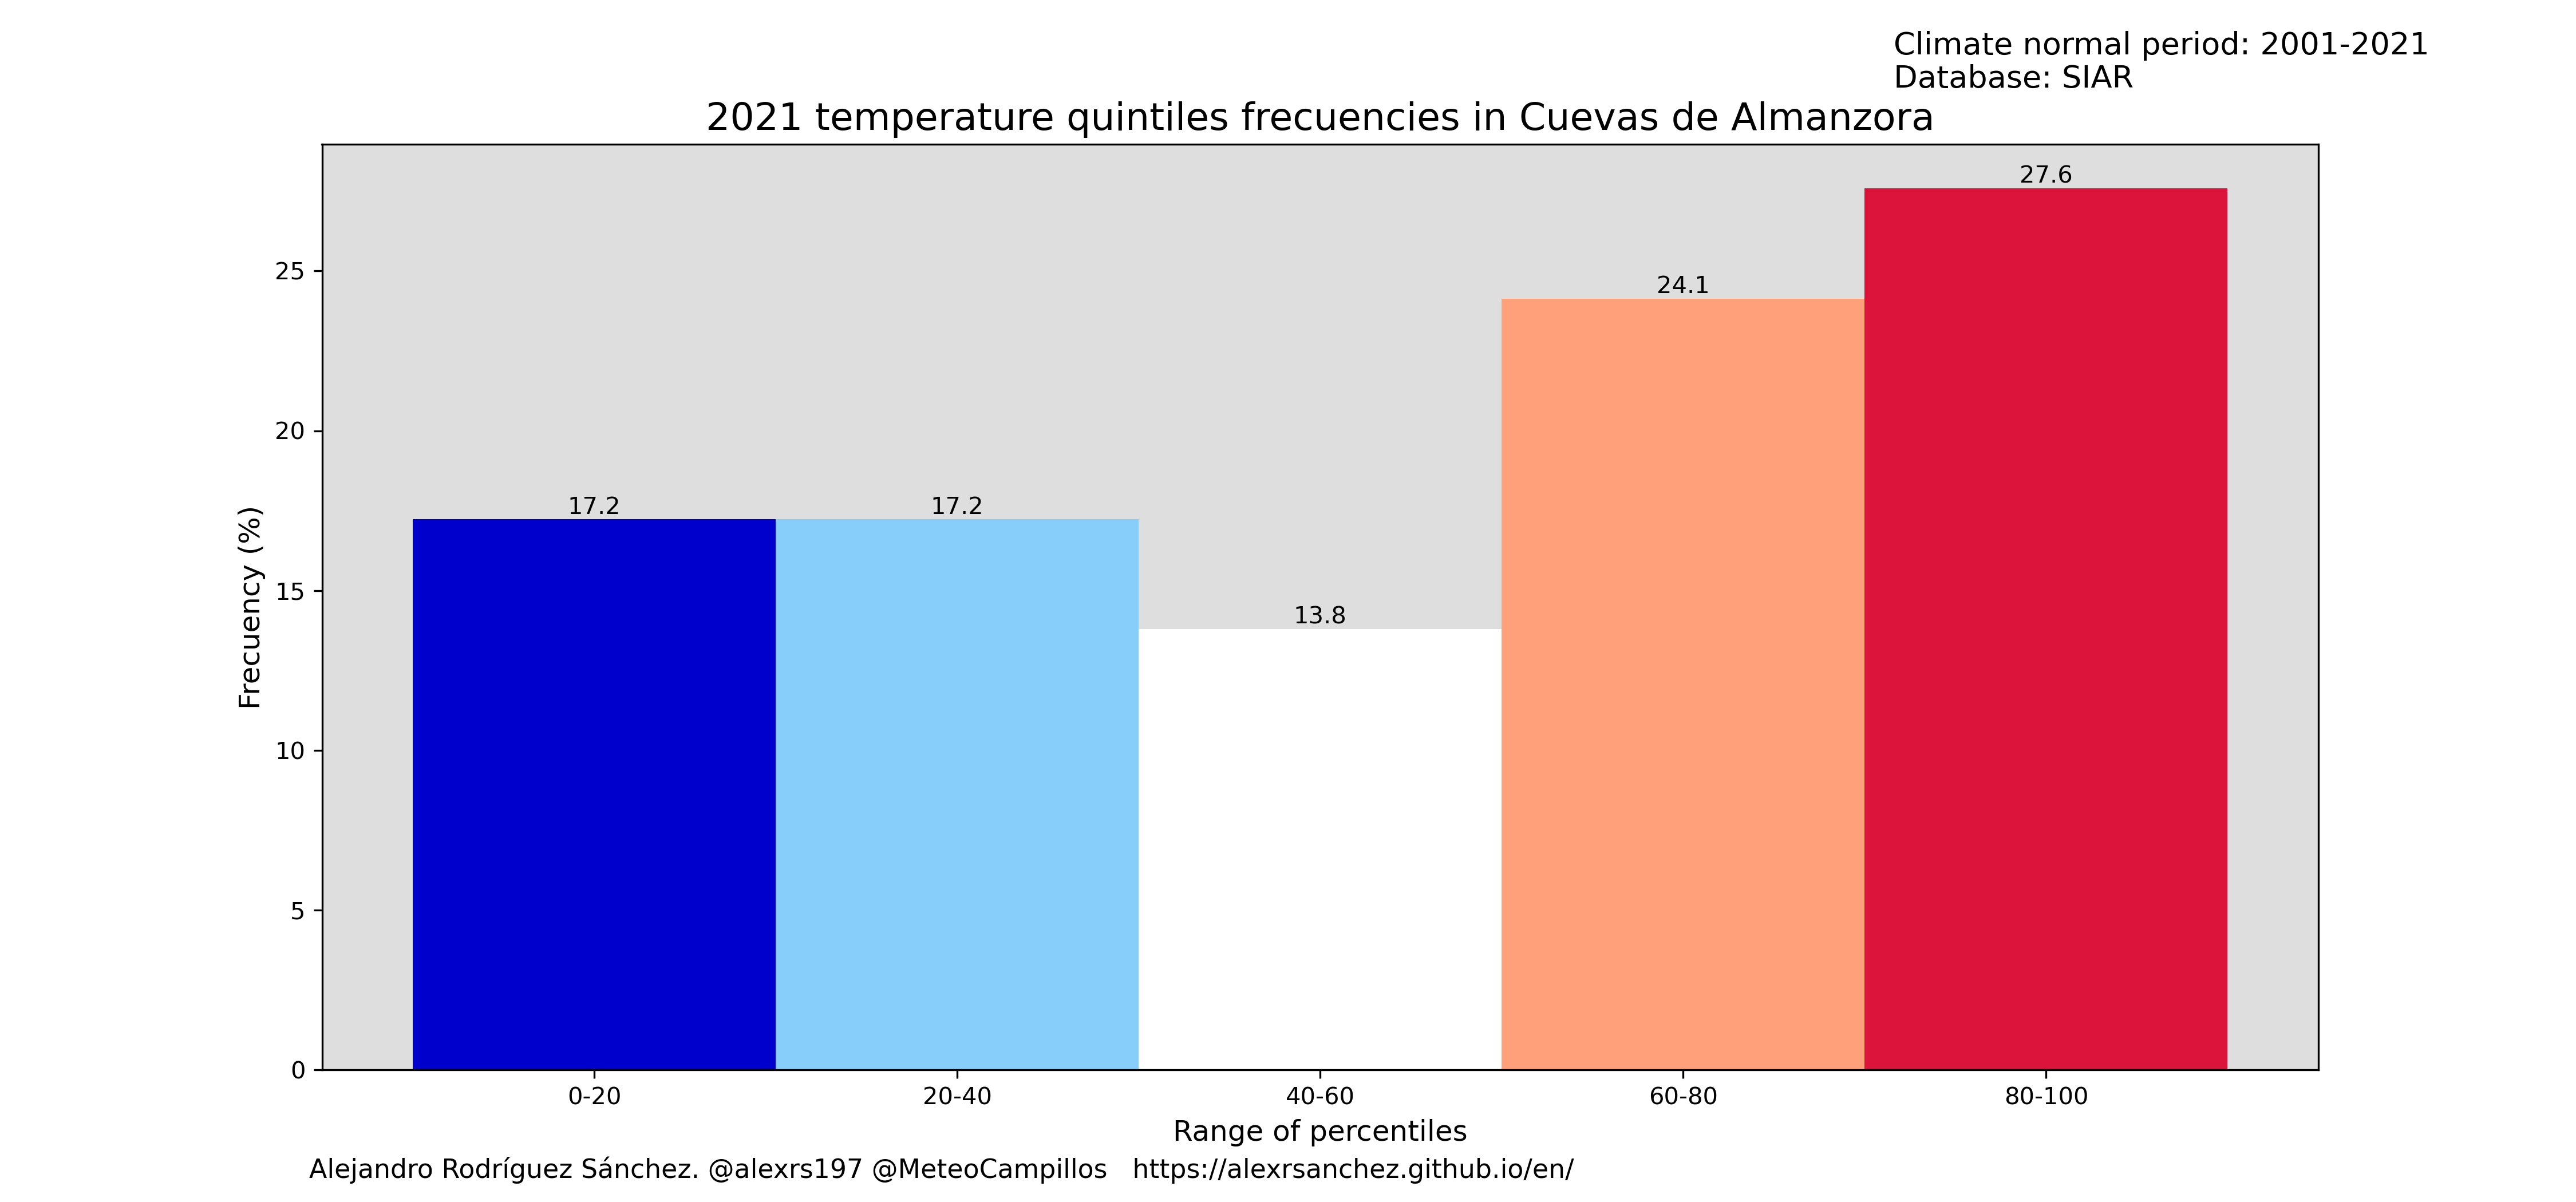 Climate normal period: 2001-2021
Database: SIAR
2021 temperature quintiles frecuencies in Cuevas de Almanzora
27.6
25
24.1
20
17.2
17.2
15
13.8
Frecuency (%)
10
5
0
0-20
20-40
40-60
60-80
80-100
Range of percentiles
Alejandro Rodríguez Sánchez. @alexrs197 @MeteoCampillos https://alexrsanchez.github.io/en/